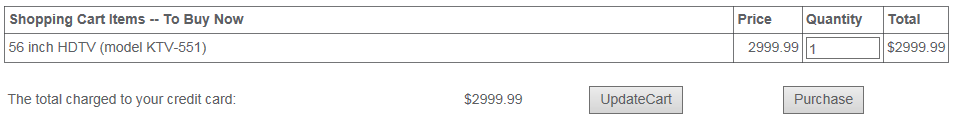 Shopping Cart Items -- To Buy Now Price Quantity Total
56 inch HDTV (model KTV-551) 2999.99 1 $2999.99
The total charged to your credit card: $2999.99 UpdateCart Purchase